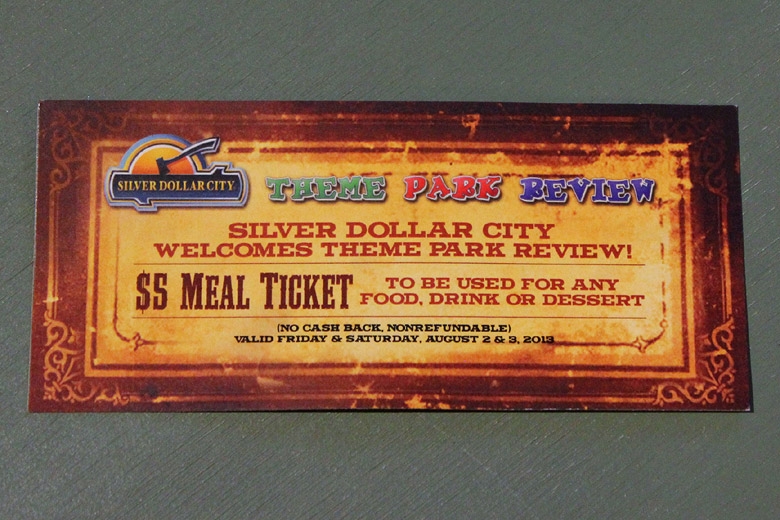 SILVER DOLLAR CITY
THEME PARK REVIEW
SILVER DOLLAR CITY
WELCOMES THEME PARK REVIEW!
$5 MEAL TICKET
TO BE USED FOR ANY
FOOD, DRINK OR DESSERT
(NO CASH BACK, NONREFUNDABLE)
VALID FRIDAY & SATURDAY, AUGUST 2 & 3, 2013